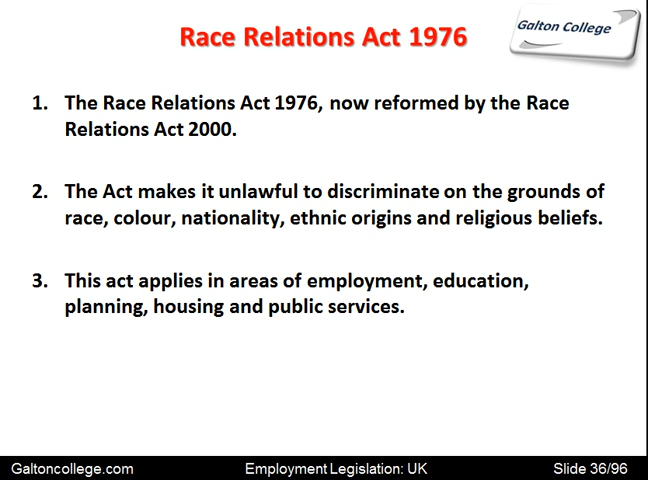 Race Relations Act 1976
Galton College
1. The Race Relations Act 1976, now reformed by the Race
Relations Act 2000.
2. The Act makes it unlawful to discriminate on the grounds of
race, colour, nationality, ethnic origins and religious beliefs.
3. This act applies in areas of employment, education,
planning, housing and public services.
Galtoncollege.com Employment Legislation: UK Slide 36/96